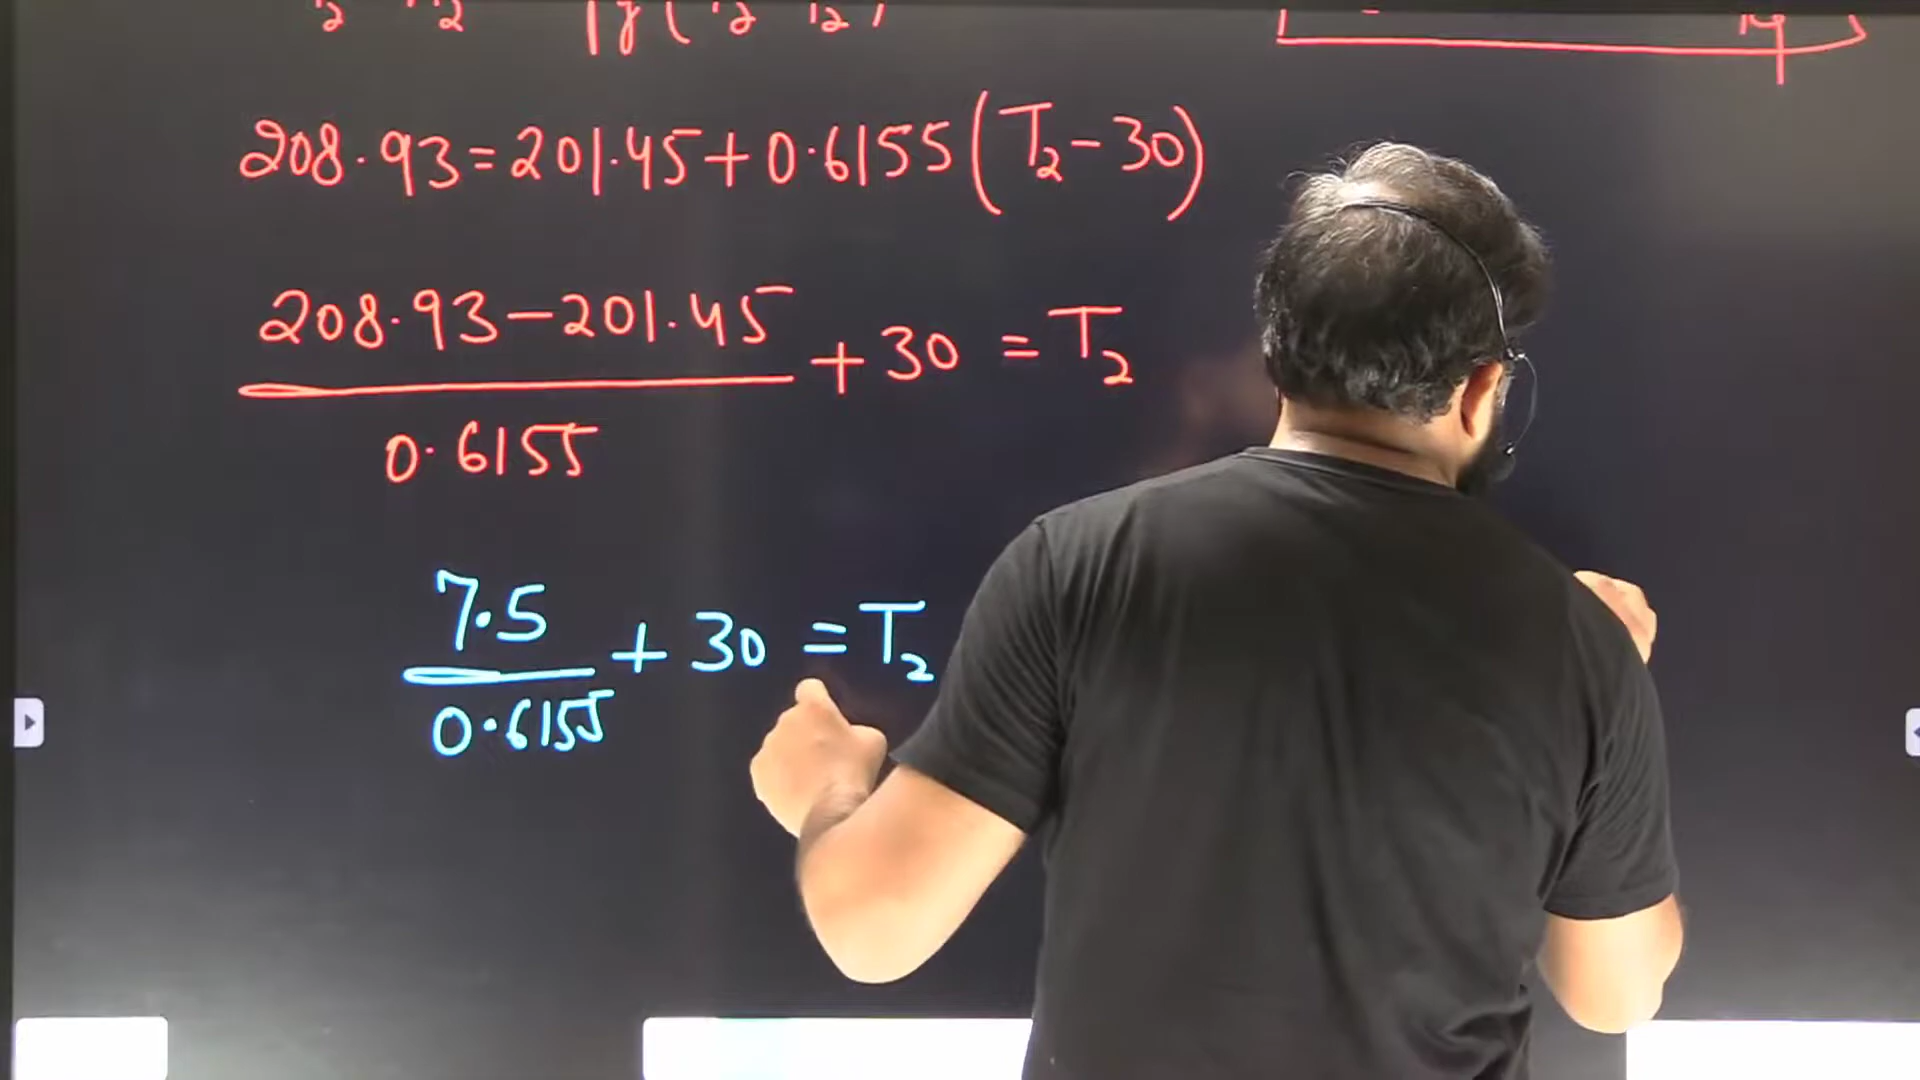 208.93=201.45+0.6155(T₂-30)
208.93-201.45
+30 = T₂
0.6155
7.5
+ 30 = T₂
0.6155